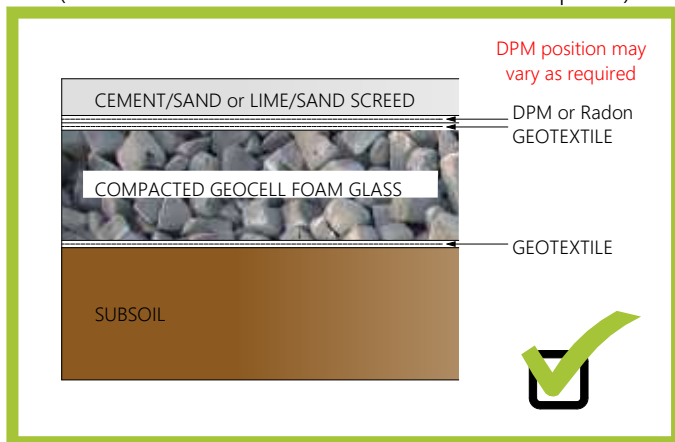 DPM position may
vary as required
CEMENT/SAND or LIME/SAND SCREED
DPM or Radon
GEOTEXTILE
COMPACTED GEOCELL FOAM GLASS
GEOTEXTILE
SUBSOIL